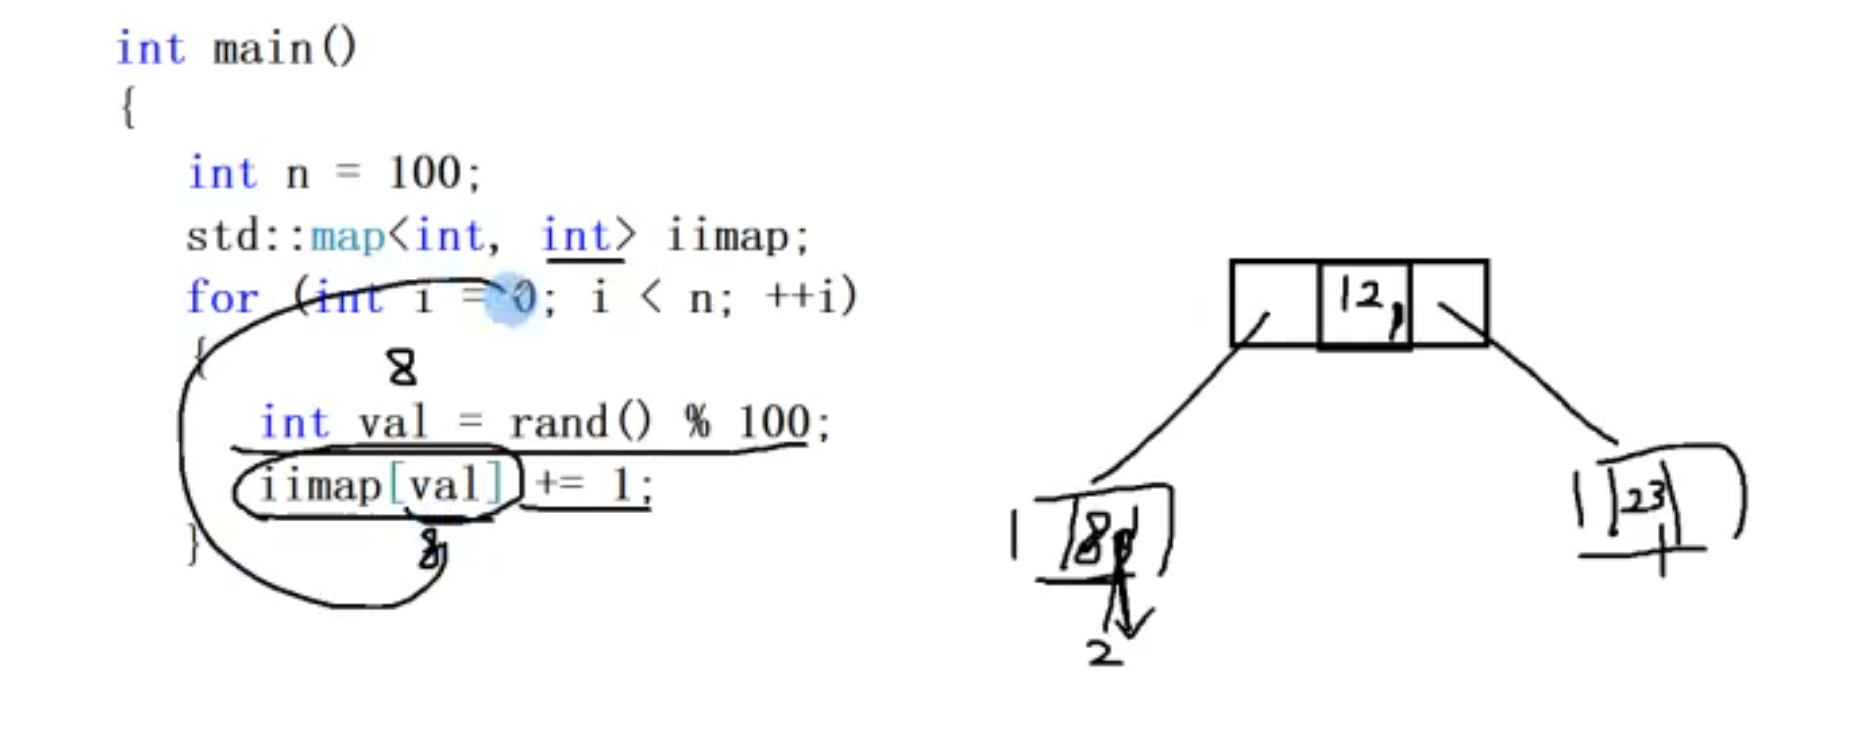 int main()
{
int n = 100;
std::map<int, int> iimap;
for (int i = 0; i < n; ++i)
{
8
int val = rand() % 100;
iimap[val] += 1;
8
}
12,
8
2
23
1